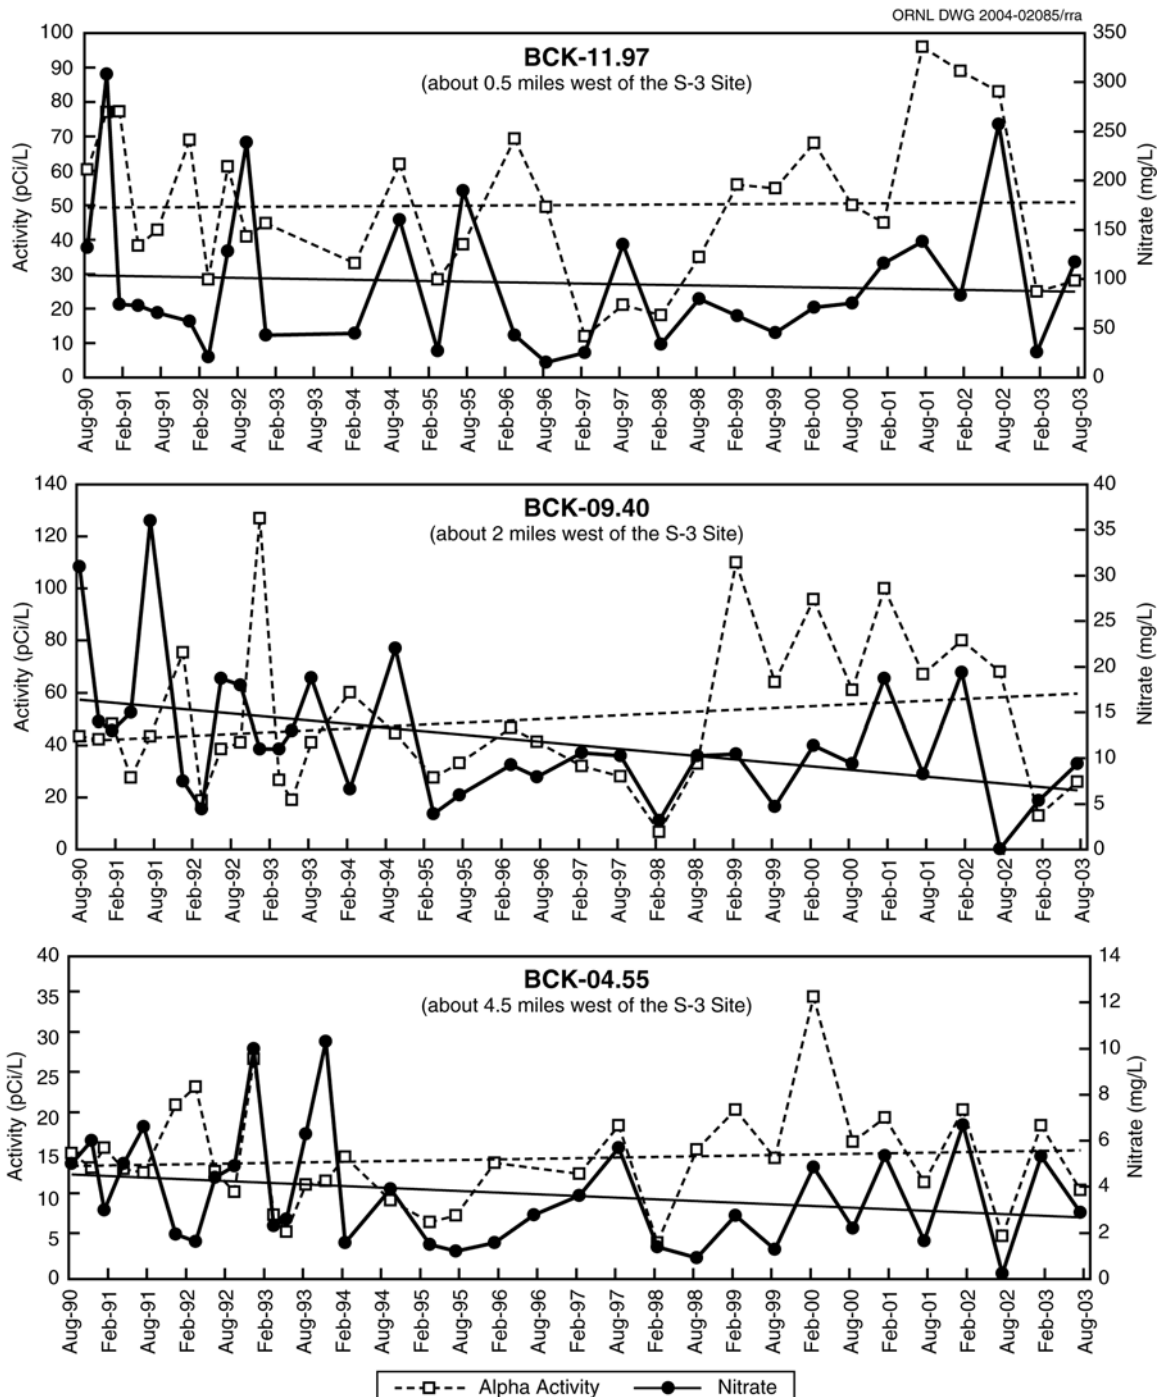 ORNL DWG 2004-02085/rra
BCK-11.97
(about 0.5 miles west of the S-3 Site)
Activity (pCi/L)
100
90
80
70
60
50
40
30
20
10
0
Nitrate (mg/L)
350
300
250
200
150
100
50
0
Aug-90
Feb-91
Aug-91
Feb-92
Aug-92
Feb-93
Aug-93
Feb-94
Aug-94
Feb-95
Aug-95
Feb-96
Aug-96
Feb-97
Aug-97
Feb-98
Aug-98
Feb-99
Aug-99
Feb-00
Aug-00
Feb-01
Aug-01
Feb-02
Aug-02
Feb-03
Aug-03
BCK-09.40
(about 2 miles west of the S-3 Site)
Activity (pCi/L)
140
120
100
80
60
40
20
0
Nitrate (mg/L)
40
35
30
25
20
15
10
5
0
Aug-90
Feb-91
Aug-91
Feb-92
Aug-92
Feb-93
Aug-93
Feb-94
Aug-94
Feb-95
Aug-95
Feb-96
Aug-96
Feb-97
Aug-97
Feb-98
Aug-98
Feb-99
Aug-99
Feb-00
Aug-00
Feb-01
Aug-01
Feb-02
Aug-02
Feb-03
Aug-03
BCK-04.55
(about 4.5 miles west of the S-3 Site)
Activity (pCi/L)
40
35
30
25
20
15
10
5
0
Nitrate (mg/L)
14
12
10
8
6
4
2
0
Aug-90
Feb-91
Aug-91
Feb-92
Aug-92
Feb-93
Aug-93
Feb-94
Aug-94
Feb-95
Aug-95
Feb-96
Aug-96
Feb-97
Aug-97
Feb-98
Aug-98
Feb-99
Aug-99
Feb-00
Aug-00
Feb-01
Aug-01
Feb-02
Aug-02
Feb-03
Aug-03
Alpha Activity
Nitrate